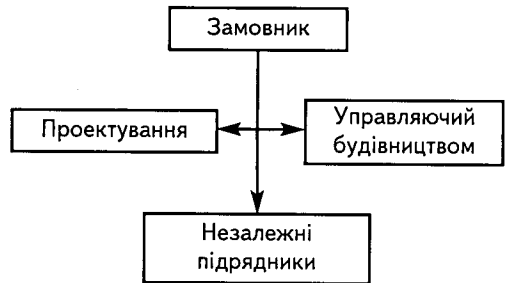 Замовник
Проектування
Управляючий
будівництвом
Незалежні
підрядники